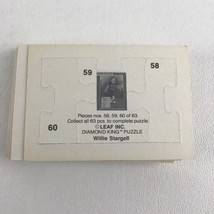 59
58
Pieces nos. 58, 59, 60 of 63.
Collect all 63 pcs. to complete puzzle.
© LEAF INC.
DIAMOND KING™ PUZZLE
Willie Stargell
60